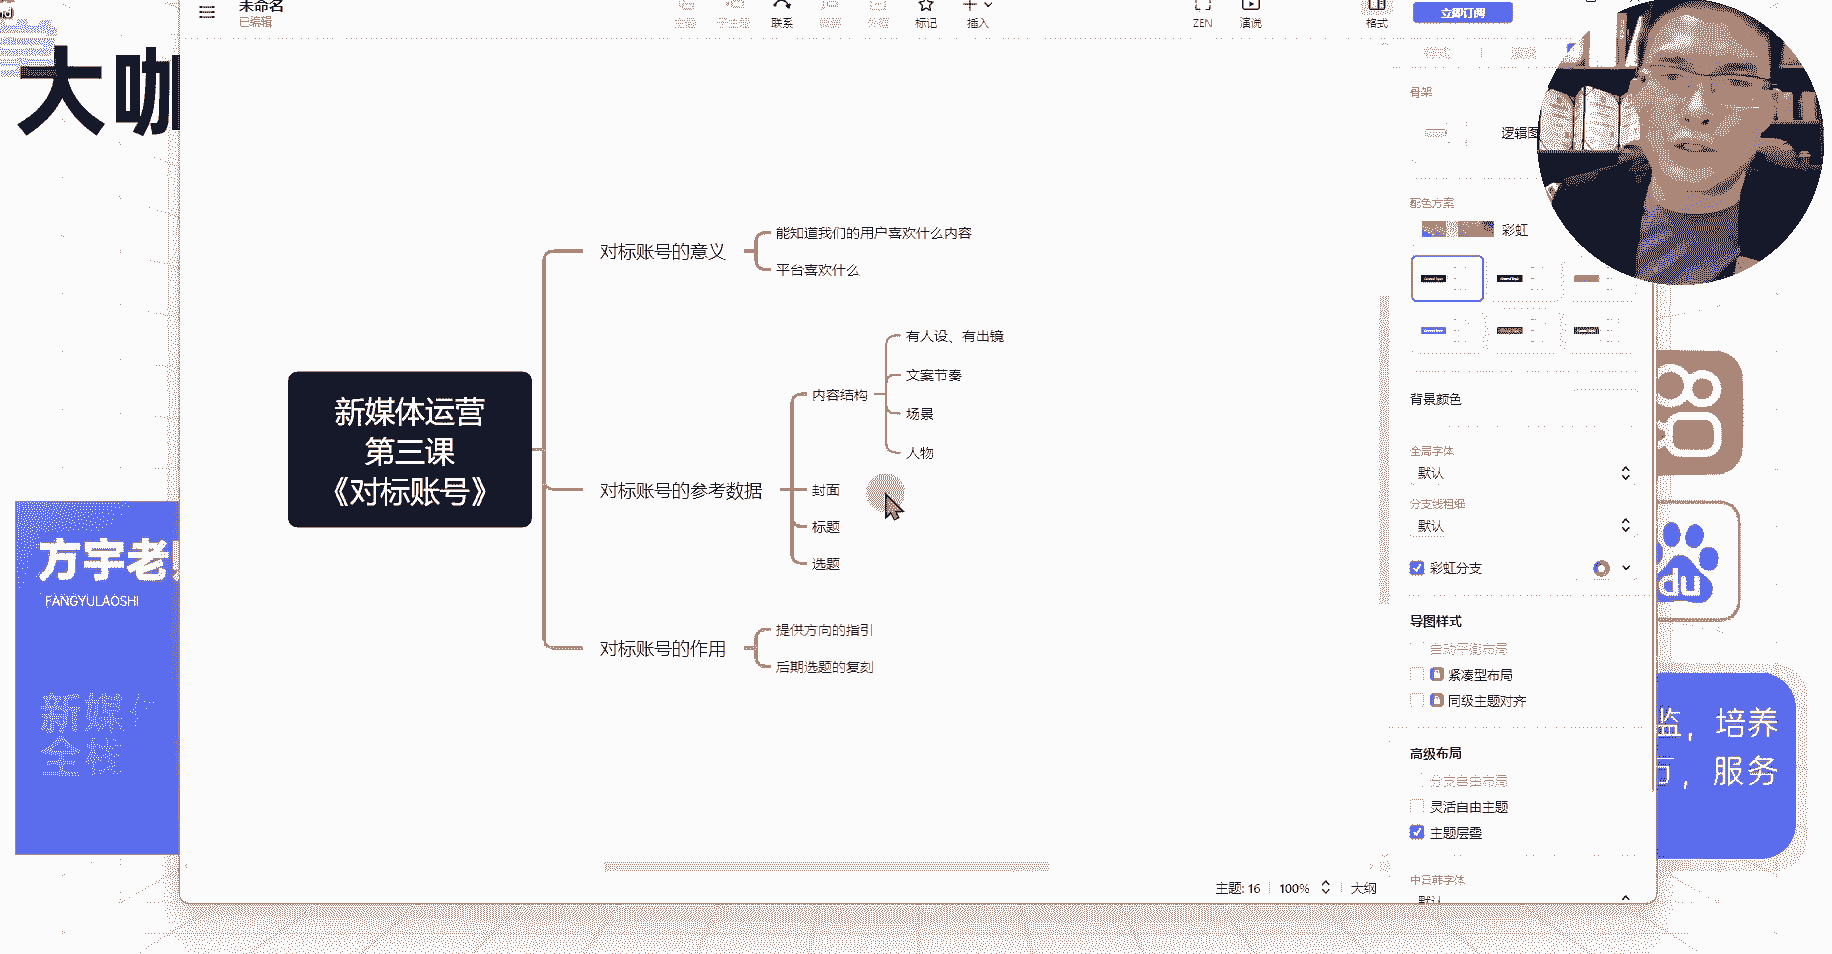 未命名
已编辑
联系
标记
插入
ZEN
演说
格式
立即订阅
大咖
骨架
逻辑图
配色方案
彩虹
背景颜色
全局字体
默认
分支线粗细
默认
彩虹分支
导图样式
自动平衡布局
紧凑型布局
同级主题对齐
高级布局
分支自由布局
灵活自由主题
主题层叠
中日韩字体
默认
新媒体运营
第三课
《对标账号》
对标账号的意义
能知道我们的用户喜欢什么内容
平台喜欢什么
对标账号的参考数据
内容结构
有人设、有出镜
文案节奏
场景
人物
封面
标题
选题
对标账号的作用
提供方向的指引
后期选题的复刻
主题: 16
100%
大纲
方宇老
FANGYULAOSHI
新媒
全栈
du
监，培养
万，服务